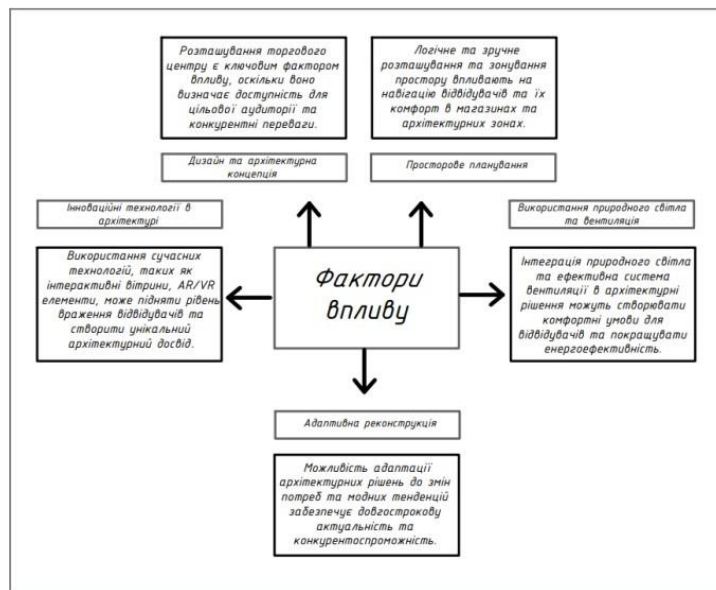 Розташування торгового
центру є ключовим фактором
впливу, оскільки воно
визначає доступність для
цільової аудиторії та
конкурентні переваги.
Дизайн та архітектурна
концепція
Логічне та зручне
розташування та зонування
простору впливають на
навігацію відвідувачів та їх
комфорт в магазинах та
архітектурних зонах.
Просторове планування
Інноваційні технології в
архітектурі
Використання сучасних
технологій, таких як
інтерактивні вітрини, AR/VR
елементи, може підняти рівень
враження відвідувачів та
створити унікальний
архітектурний досвід.
Фактори
впливу
Використання природного світла
та вентиляція
Інтеграція природного світла
та ефективна система
вентиляції в архітектурні
рішення можуть створювати
комфортні умови для
відвідувачів та покращувати
енергоефективність.
Адаптивна реконструкція
Можливість адаптації
архітектурних рішень до змін
потреб та модних тенденцій
забезпечує довгострокову
актуальність та
конкурентоспроможність.